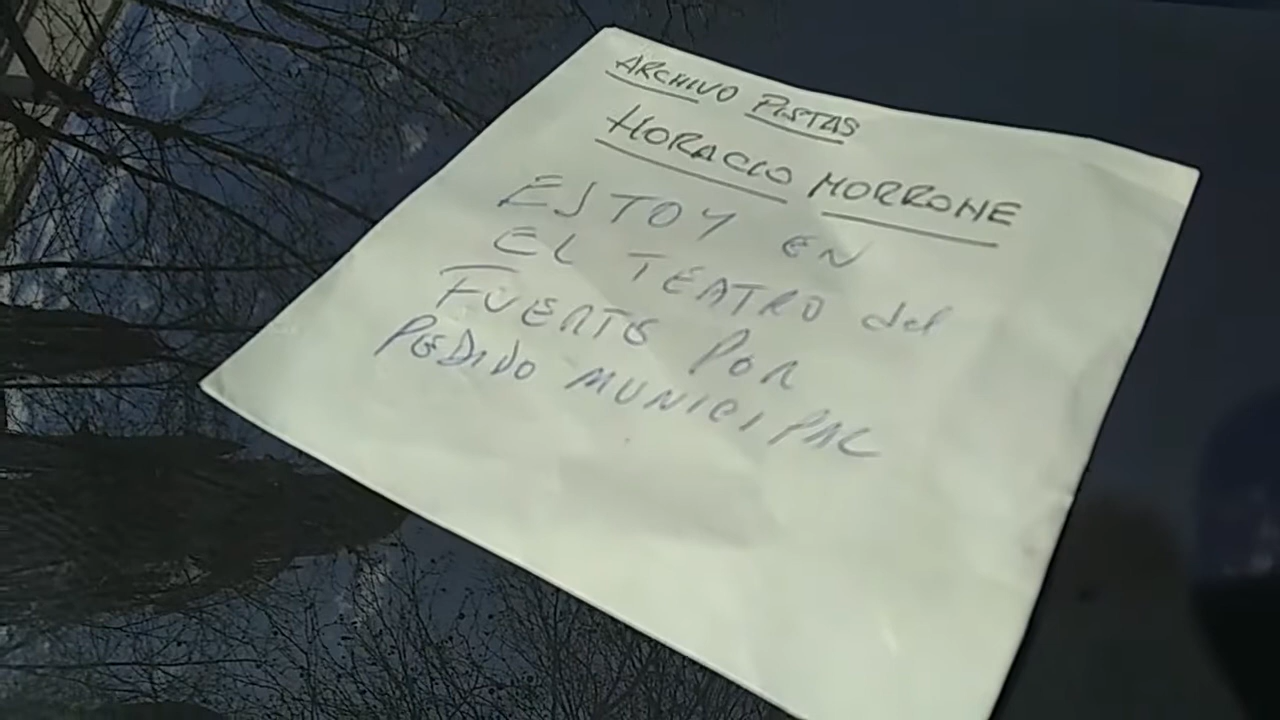 ARCHIVO PISTAS
HORACIO MORRONE
ESTOY EN
EL TEATRO del
FUERTE POR
PEDIDO MUNICIPAL